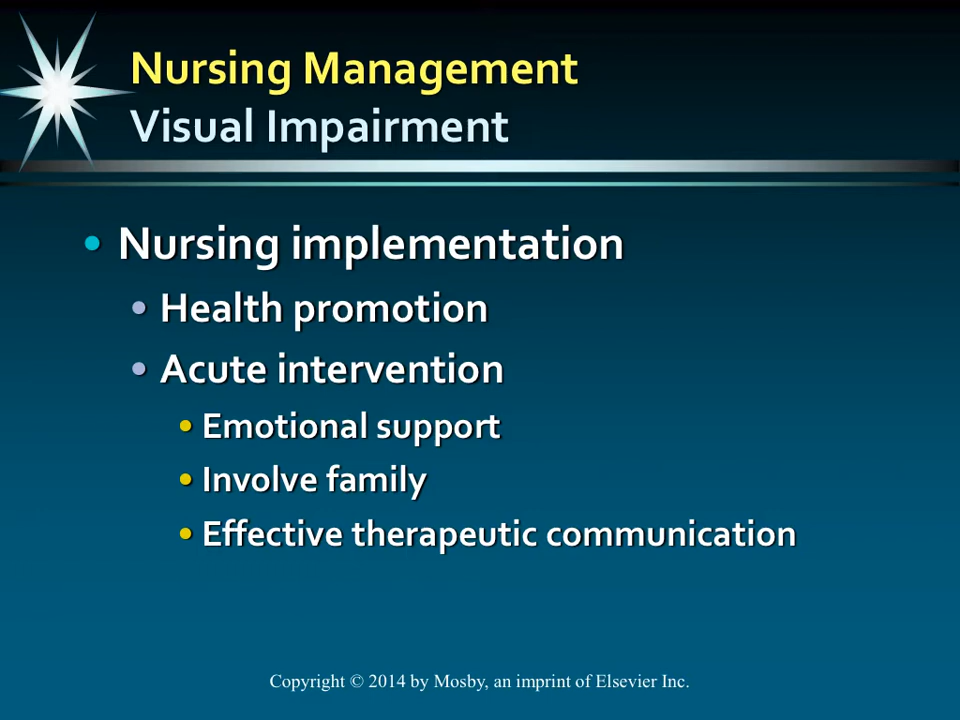 Nursing Management
Visual Impairment
• Nursing implementation
• Health promotion
• Acute intervention
• Emotional support
• Involve family
• Effective therapeutic communication
Copyright © 2014 by Mosby, an imprint of Elsevier Inc.